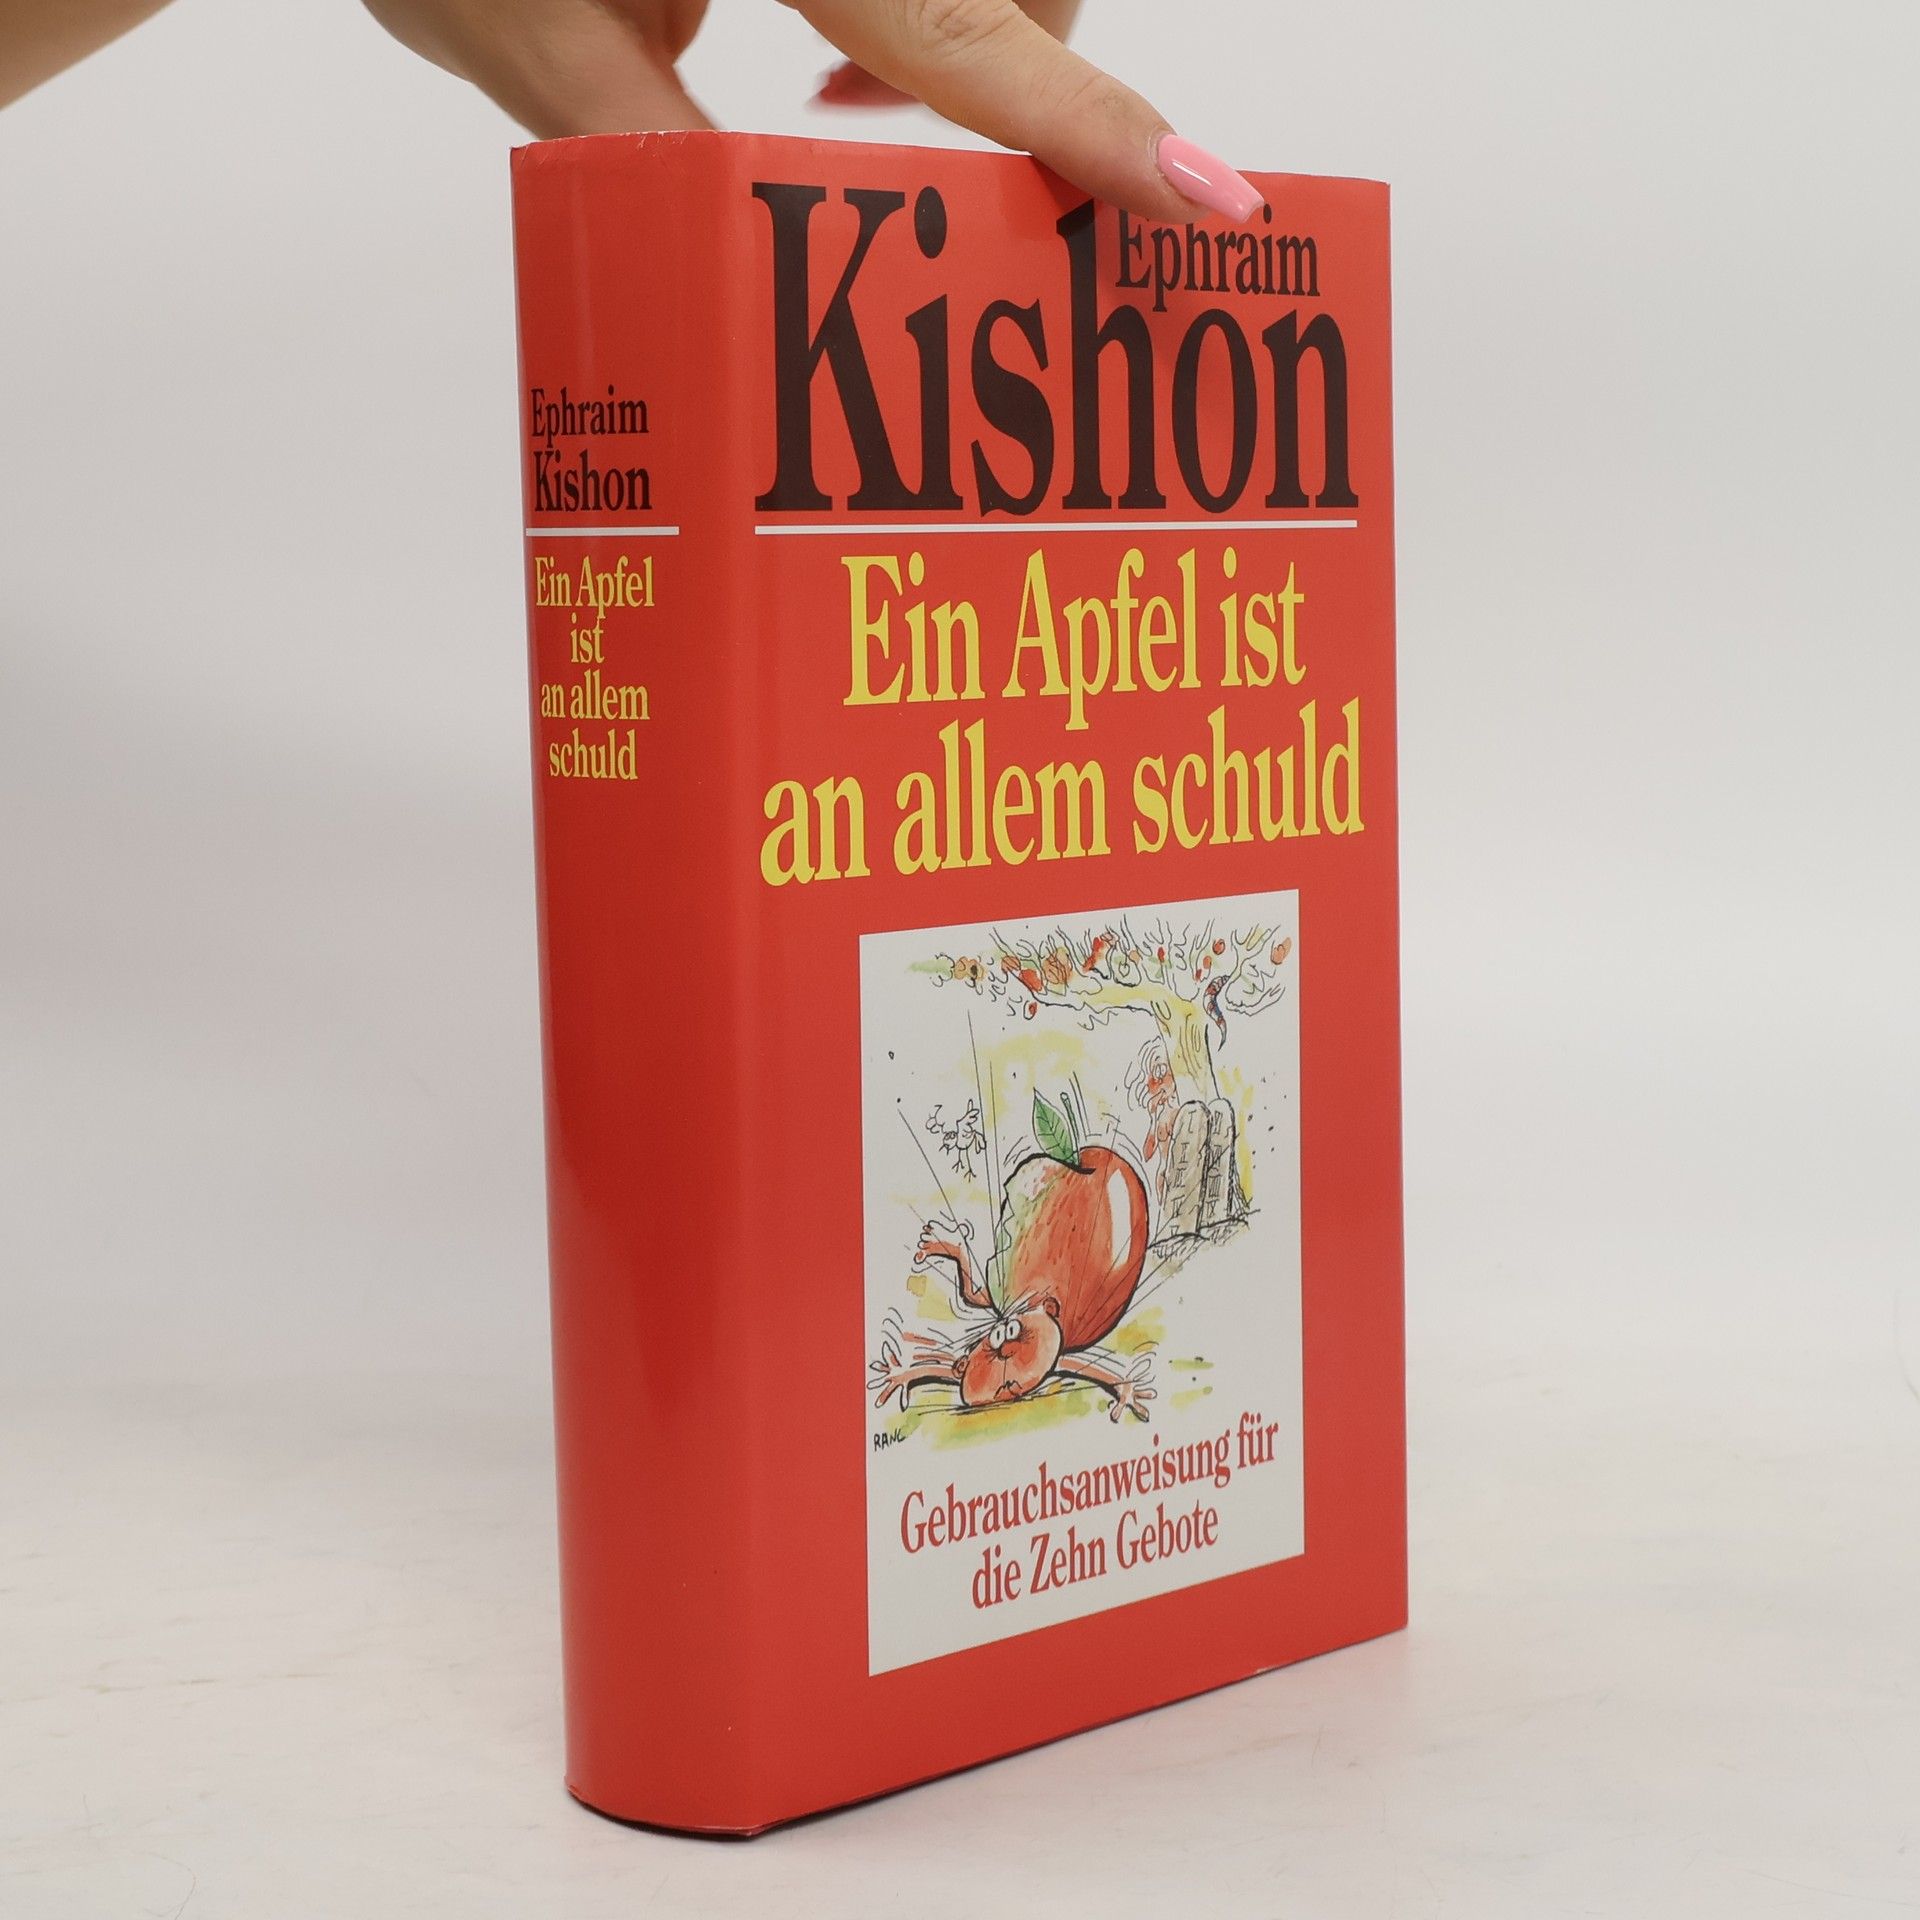 Ephraim
Kishon
Ein Apfel
ist
an allem
schuld
Ephraim
Kishon
Ein Apfel ist
an allem schuld
RANC
Gebrauchsanweisung für
die Zehn Gebote